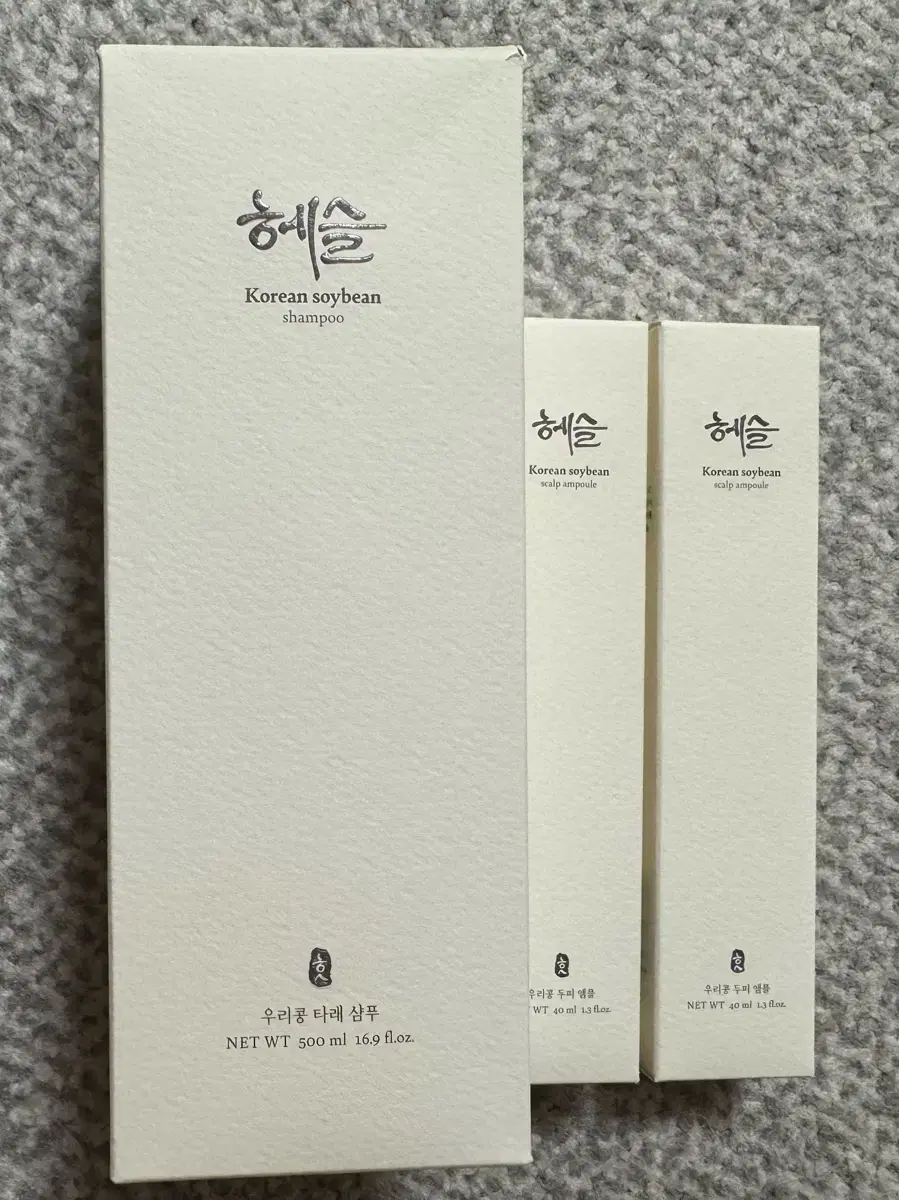 헤슬
Korean soybean
shampoo
우리콩 타래 샴푸
NET WT 500 ml 16.9 fl.oz.
헤슬
Korean soybean
scalp ampoule
우리콩 두피 앰플
WT 40 ml 1.3 fl.oz.
헤슬
Korean soybean
scalp ampoule
우리콩 두피 앰플
NET WT 40 ml 1.3 fl.oz.